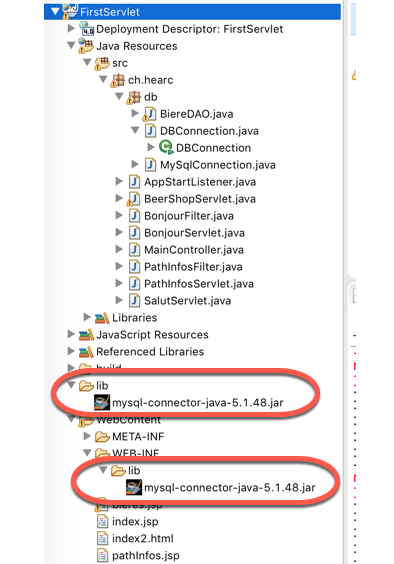 FirstServlet
Deployment Descriptor: FirstServlet
Java Resources
src
ch.hearc
db
BiereDAO.java
DBConnection.java
DBConnection
MySqlConnection.java
AppStartListener.java
BeerShopServlet.java
BonjourFilter.java
BonjourServlet.java
MainController.java
PathInfosFilter.java
PathInfosServlet.java
SalutServlet.java
Libraries
JavaScript Resources
Referenced Libraries
build
lib
mysql-connector-java-5.1.48.jar
WebContent
META-INF
WEB-INF
lib
mysql-connector-java-5.1.48.jar
bieres.jsp
index.jsp
index2.html
pathInfos.jsp